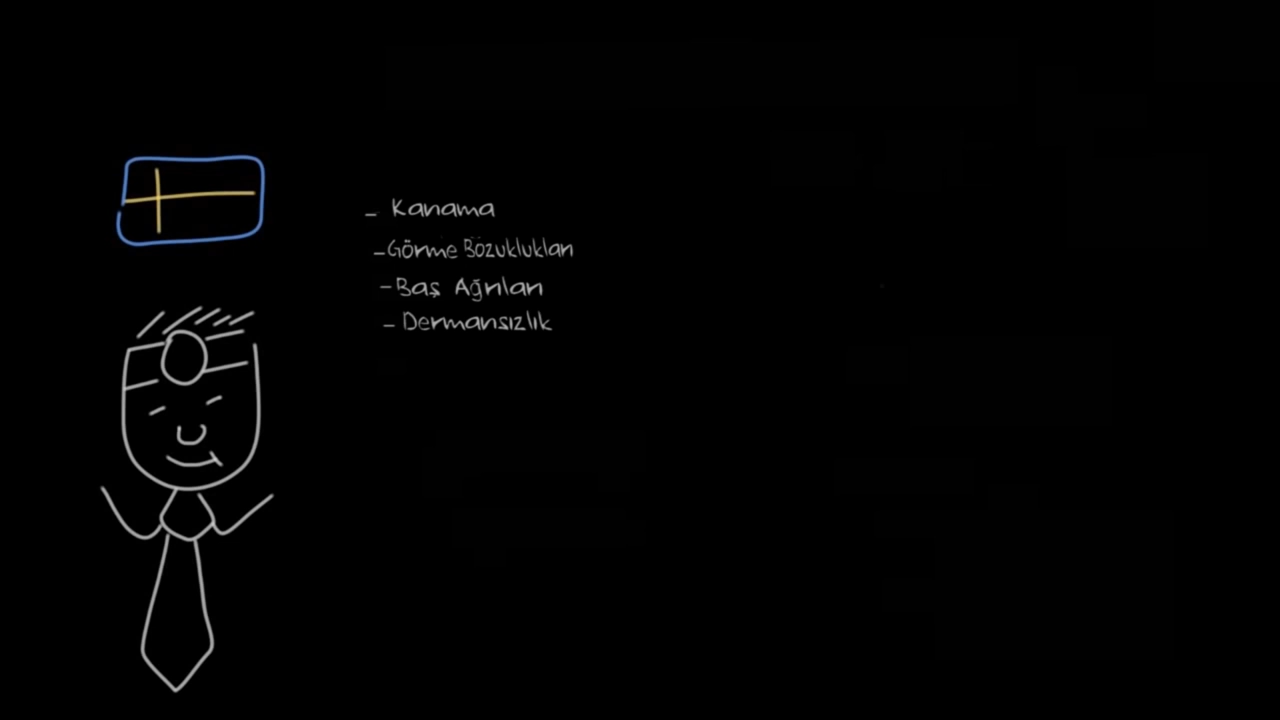 - Kanama
- Görme Bozuklukları
- Baş Ağrıları
- Dermansızlık